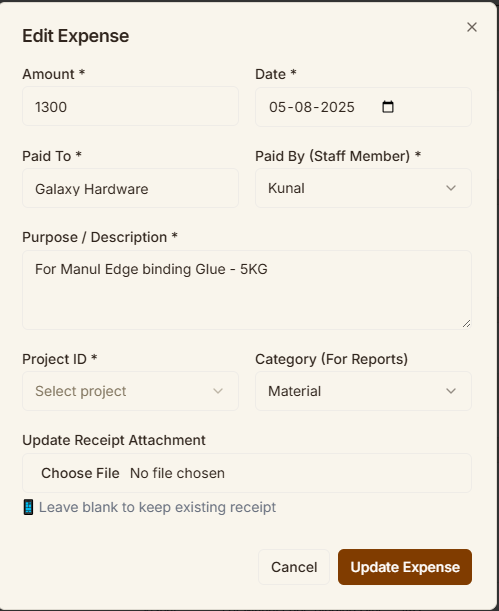 Edit Expense
Amount *
Date *
1300
05-08-2025
Paid To *
Paid By (Staff Member) *
Galaxy Hardware
Kunal
Purpose / Description *
For Manul Edge binding Glue - 5KG
Project ID *
Category (For Reports)
Select project
Material
Update Receipt Attachment
Choose File No file chosen
Leave blank to keep existing receipt
Cancel
Update Expense